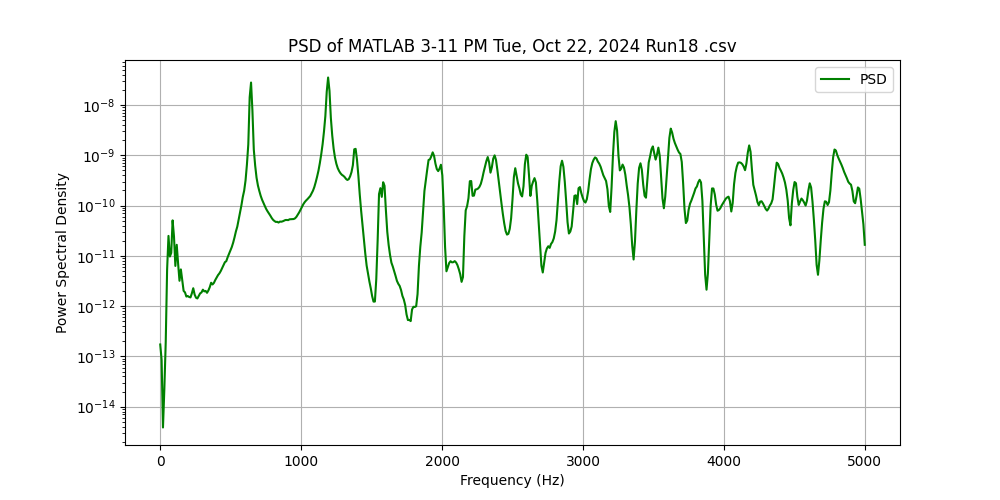 PSD of MATLAB 3-11 PM Tue, Oct 22, 2024 Run18 .csv
PSD
Power Spectral Density
10⁻⁸
10⁻⁹
10⁻¹⁰
10⁻¹¹
10⁻¹²
10⁻¹³
10⁻¹⁴
0 1000 2000 3000 4000 5000
Frequency (Hz)